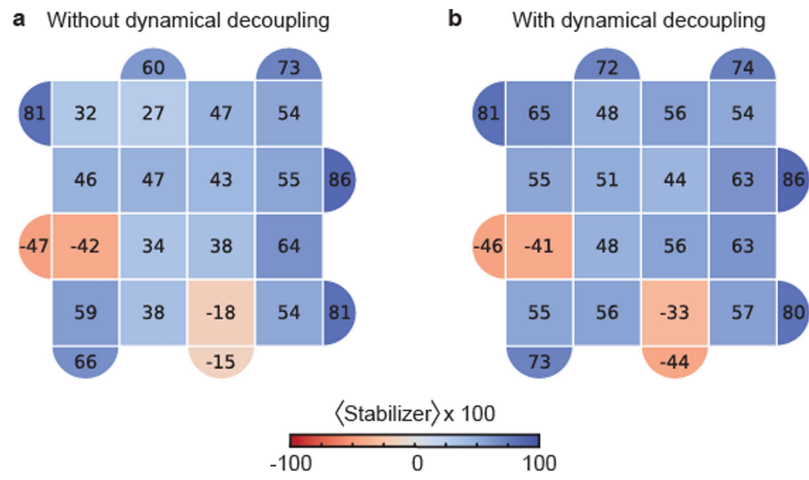 a Without dynamical decoupling
60 73
81 32 27 47 54
46 47 43 55 86
-47 -42 34 38 64
59 38 -18 54 81
66 -15
b With dynamical decoupling
72 74
81 65 48 56 54
55 51 44 63 86
-46 -41 48 56 63
55 56 -33 57 80
73 -44
⟨Stabilizer⟩ x 100
-100 0 100